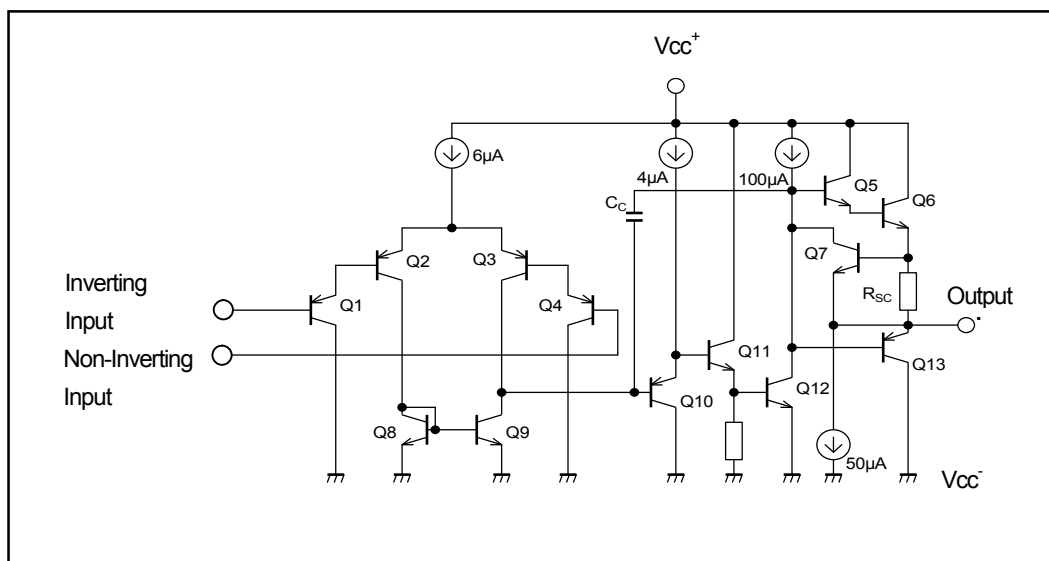 Vcc+
6µA
4µA
100µA
Q5
Q6
CC
Q2
Q3
Q7
Inverting
Input
Q1
Q4
RSC
Output
Non-Inverting
Input
Q11
Q10
Q12
Q13
Q8
Q9
50µA
Vcc-